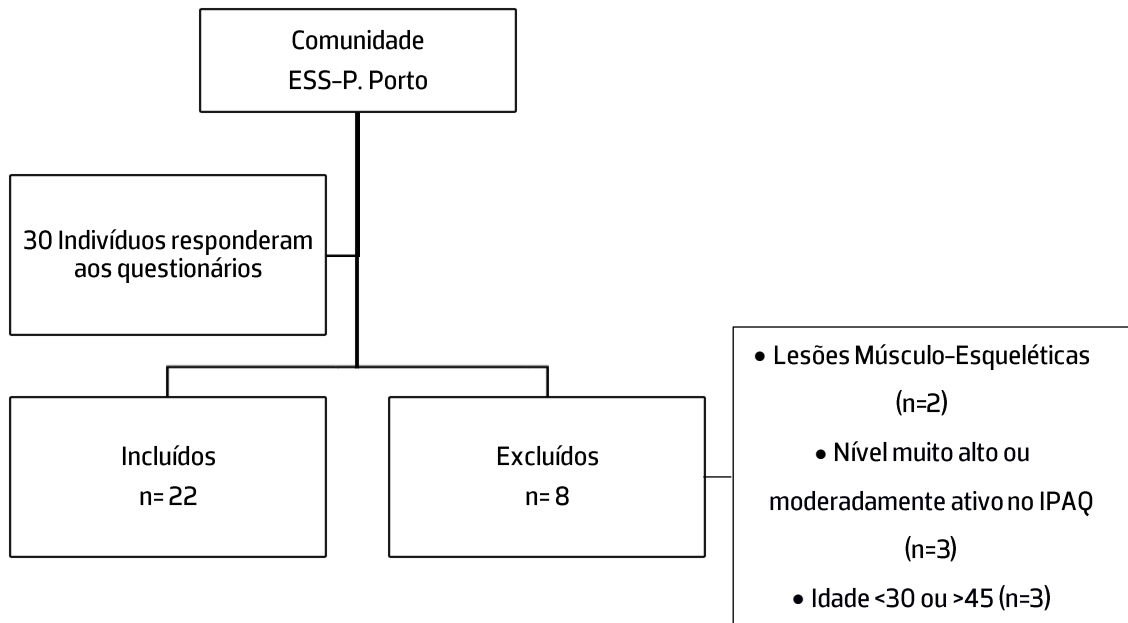 Comunidade
ESS-P. Porto
30 Indivíduos responderam
aos questionários
Incluídos
n= 22
Excluídos
n= 8
• Lesões Músculo-Esqueléticas
(n=2)
• Nível muito alto ou
moderadamente ativo no IPAQ
(n=3)
• Idade <30 ou >45 (n=3)